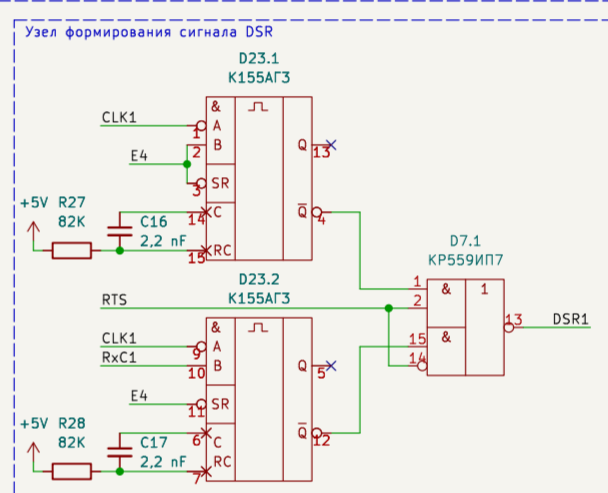 Узел формирования сигнала DSR
D23.1
К155АГ3
&
CLK1
1
A
E4
2
B
Q
13
3
SR
+5V
R27
82K
C16
2,2 nF
14
C
Q
4
15
RC
D7.1
КР559ИП7
D23.2
К155АГ3
1
&
1
RTS
2
13
DSR1
&
CLK1
9
A
15
&
RxC1
10
B
Q
5
14
E4
11
SR
+5V
R28
82K
C17
2,2 nF
6
C
Q
12
7
RC